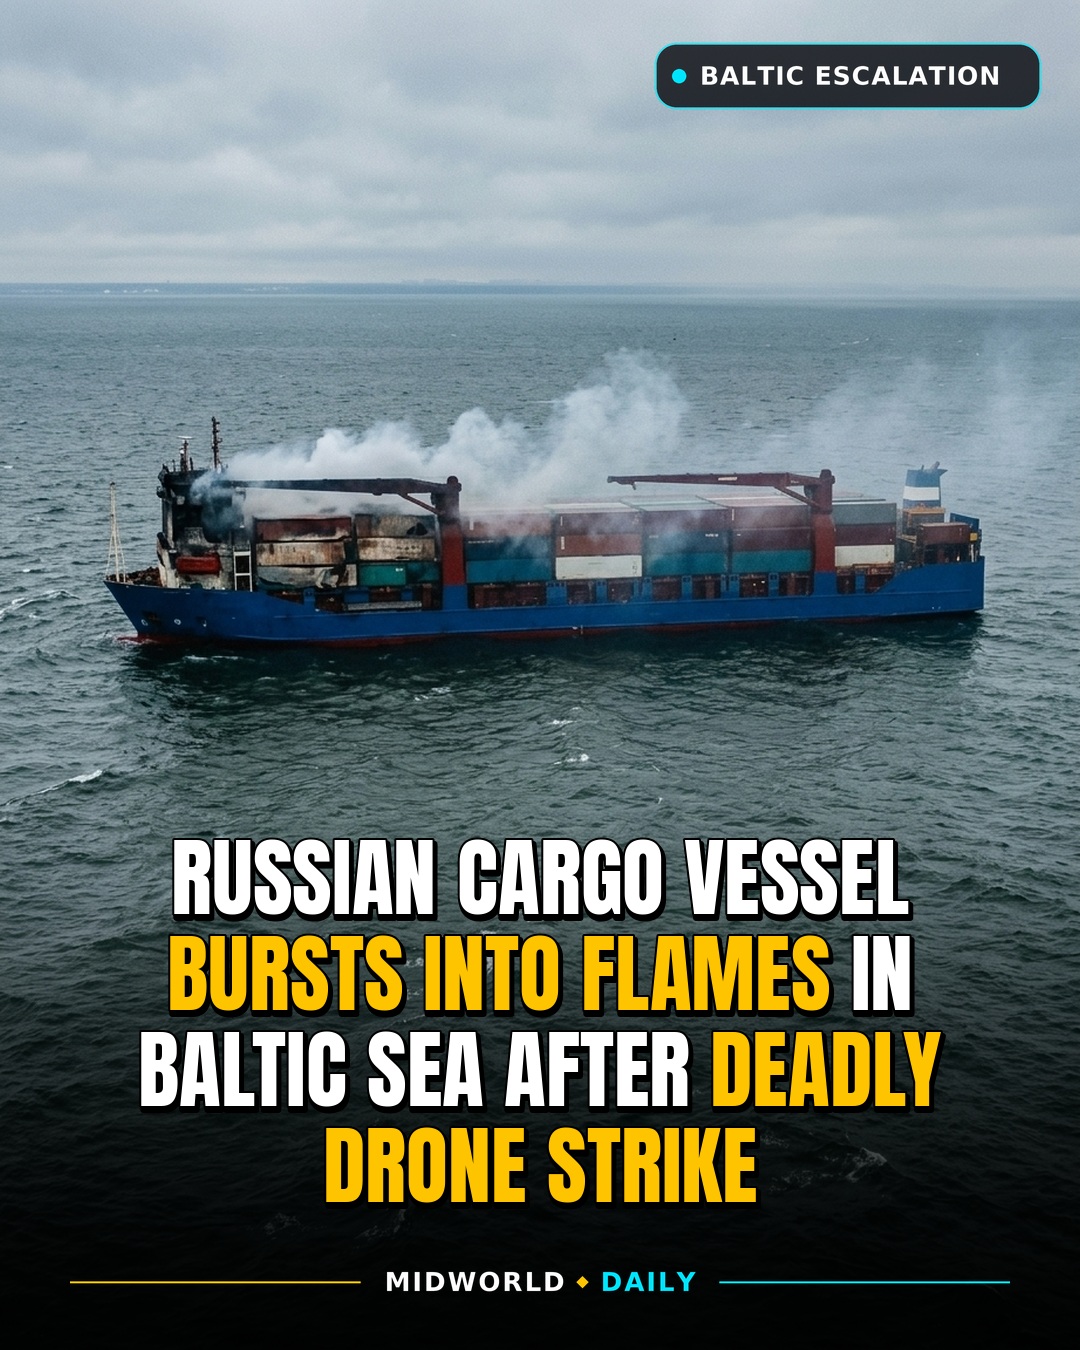 BALTIC ESCALATION
RUSSIAN CARGO VESSEL
BURSTS INTO FLAMES IN
BALTIC SEA AFTER DEADLY
DRONE STRIKE
MIDWORLD DAILY